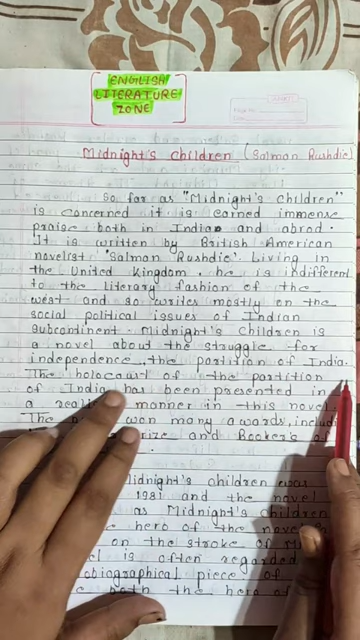 ENGLISH
LITERATURE
ZONE
Midnight's children (Salman Rushdie)
So far as "Midnight's children"
is concerned it is earned immense
praise both in India and abrod.
It is written by British American
novelist 'Salman Rushdie'. Living in
the United kingdom. he is indifferent
to the literary fashion of the
west and so writes mostly on the
social political issues of Indian
subcontinent. Midnight's children is
a novel about the struggle for
independence, the partition of India.
The holocaust of the partition
of India has been presented in
a manner in this novel.
The won many awards,
and Booker's of
Midnight's children was
1981 and the novel
as Midnight's children
hero of the novel
on the stroke of
is often regarded
piece of
both the hero of